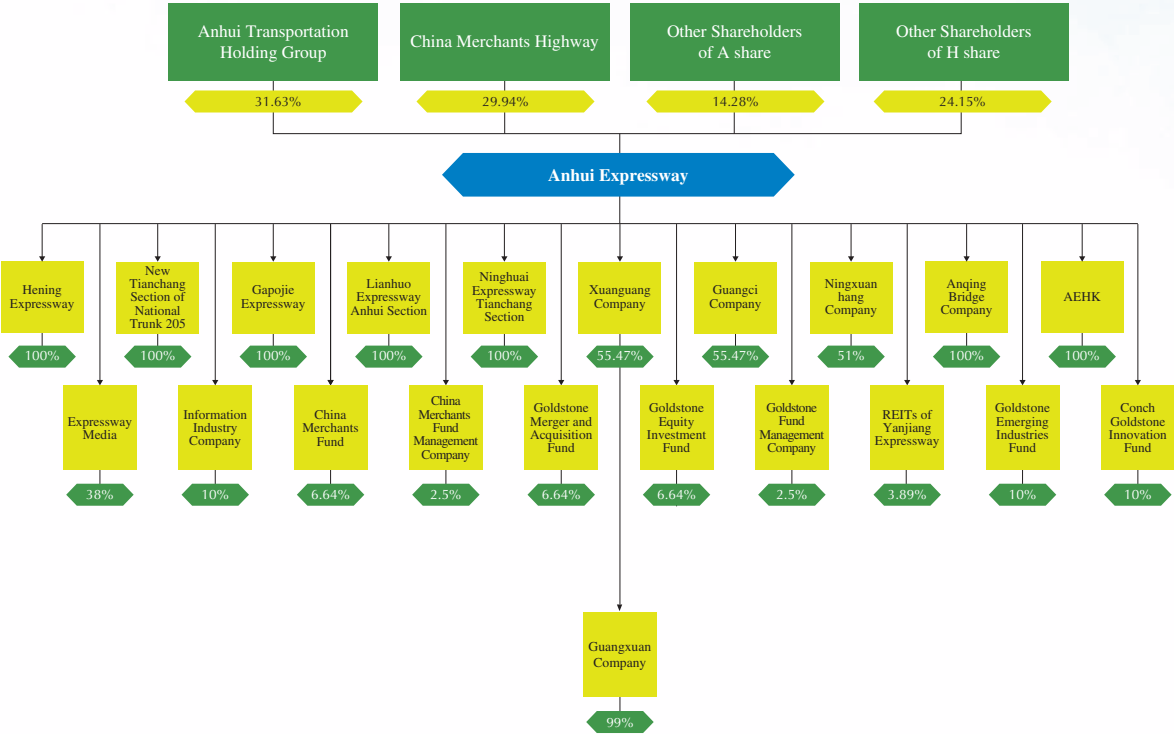 Anhui Transportation
Holding Group
China Merchants Highway
Other Shareholders
of A share
Other Shareholders
of H share
31.63%
29.94%
14.28%
24.15%
Anhui Expressway
Hening
Expressway
New
Tianchang
Section of
National
Trunk 205
Gapojie
Expressway
Lianhuo
Expressway
Anhui Section
Ninghuai
Expressway
Tianchang
Section
Xuanguang
Company
Guangci
Company
Ningxuan
hang
Company
Anqing
Bridge
Company
AEHK
100%
100%
100%
100%
100%
55.47%
55.47%
51%
100%
100%
Expressway
Media
Information
Industry
Company
China
Merchants
Fund
China
Merchants
Fund
Management
Company
Goldstone
Merger and
Acquisition
Fund
Goldstone
Equity
Investment
Fund
Goldstone
Fund
Management
Company
REITs of
Yanjiang
Expressway
Goldstone
Emerging
Industries
Fund
Conch
Goldstone
Innovation
Fund
38%
10%
6.64%
2.5%
6.64%
6.64%
2.5%
3.89%
10%
10%
Guangxuan
Company
99%